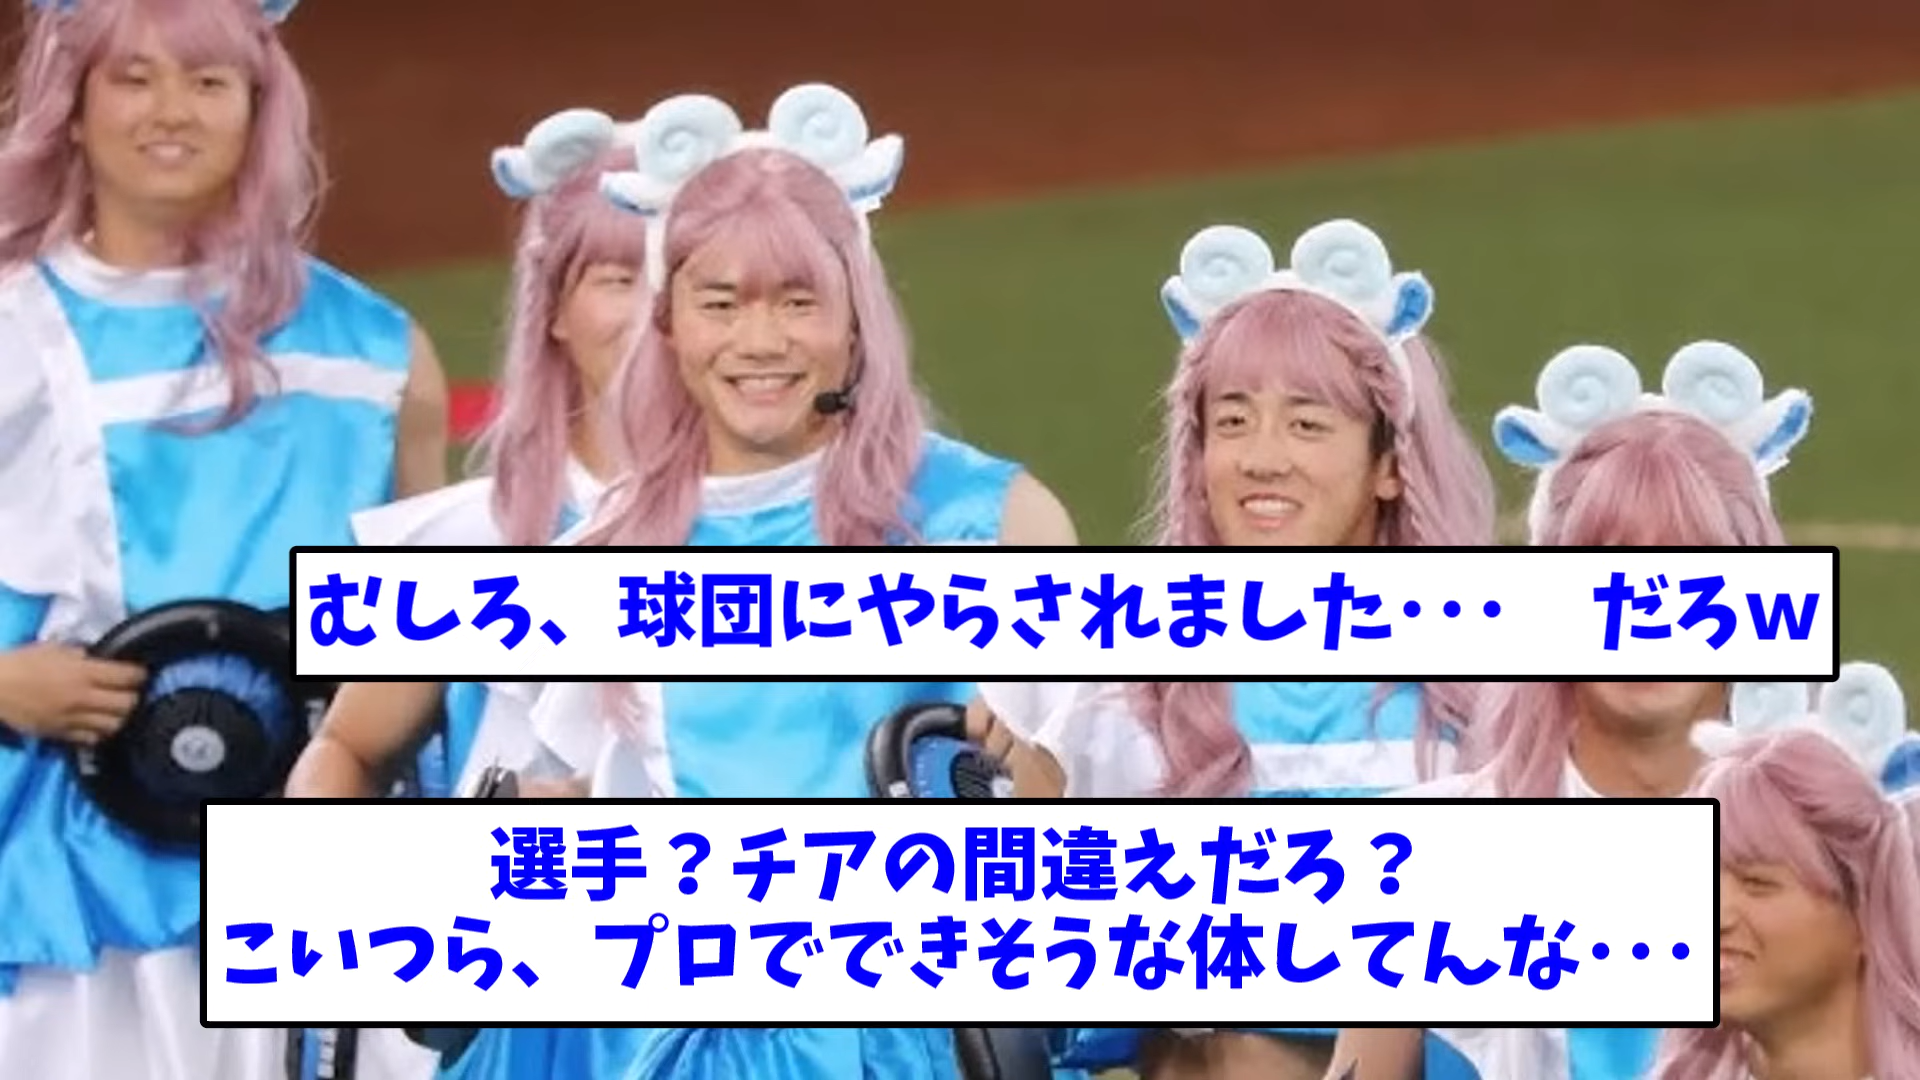 むしろ、球団にやらされました･･･　だろw
選手？チアの間違えだろ？
こいつら、プロでできそうな体してんな･･･